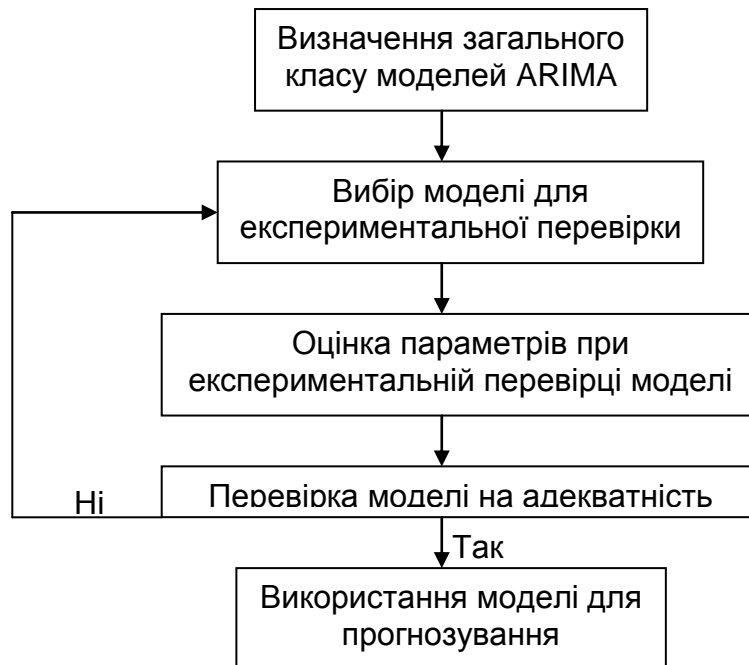 Визначення загального
класу моделей ARIMA
Вибір моделі для
експериментальної перевірки
Оцінка параметрів при
експериментальній перевірці моделі
Перевірка моделі на адекватність
Ні
Так
Використання моделі для
прогнозування